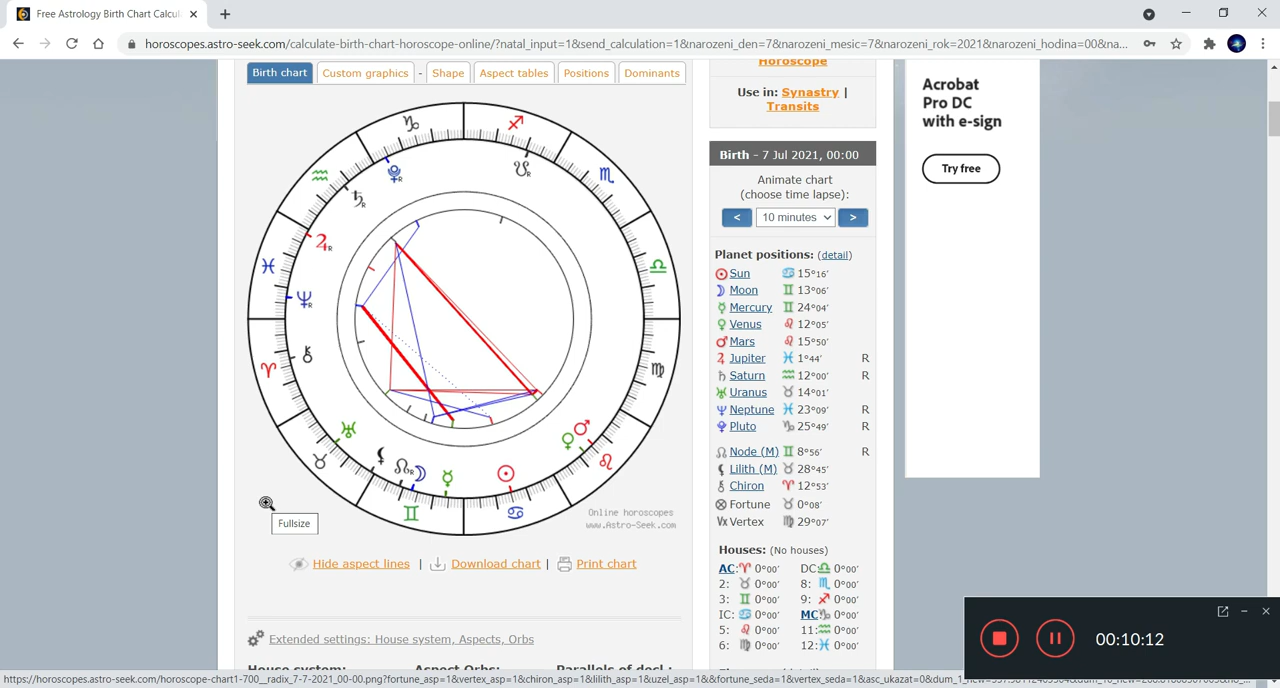 Free Astrology Birth Chart Calcul
horoscopes.astro-seek.com/calculate-birth-chart-horoscope-online/?natal_input=1&send_calculation=1&narozeni_den=7&narozeni_mesic=7&narozeni_rok=2021&narozeni_hodina=00&na...
Birth chart
Custom graphics
-
Shape
Aspect tables
Positions
Dominants
Horoscope
Use in: Synastry |
Transits
Birth - 7 Jul 2021, 00:00
Animate chart
(choose time lapse):
<
10 minutes
>
Planet positions: (detail)
Sun 15°16'
Moon 13°06'
Mercury 24°04'
Venus 12°05'
Mars 15°50'
Jupiter 1°44' R
Saturn 12°00' R
Uranus 14°01'
Neptune 23°09' R
Pluto 25°49' R
Node (M) 8°56' R
Lilith (M) 28°45'
Chiron 12°53'
Fortune 0°08'
Vx Vertex 29°07'
Houses: (No houses)
AC: 0°00' DC: 0°00'
2: 0°00' 8: 0°00'
3: 0°00' 9: 0°00'
IC: 0°00' MC: 0°00'
5: 0°00' 11: 0°00'
6: 0°00' 12: 0°00'
Online horoscopes
www.Astro-Seek.com
Fullsize
Hide aspect lines | Download chart | Print chart
Extended settings: House system, Aspects, Orbs
House system:
Aspect Orbs:
Parallels of decl.:
Acrobat
Pro DC
with e-sign
Try free
00:10:12